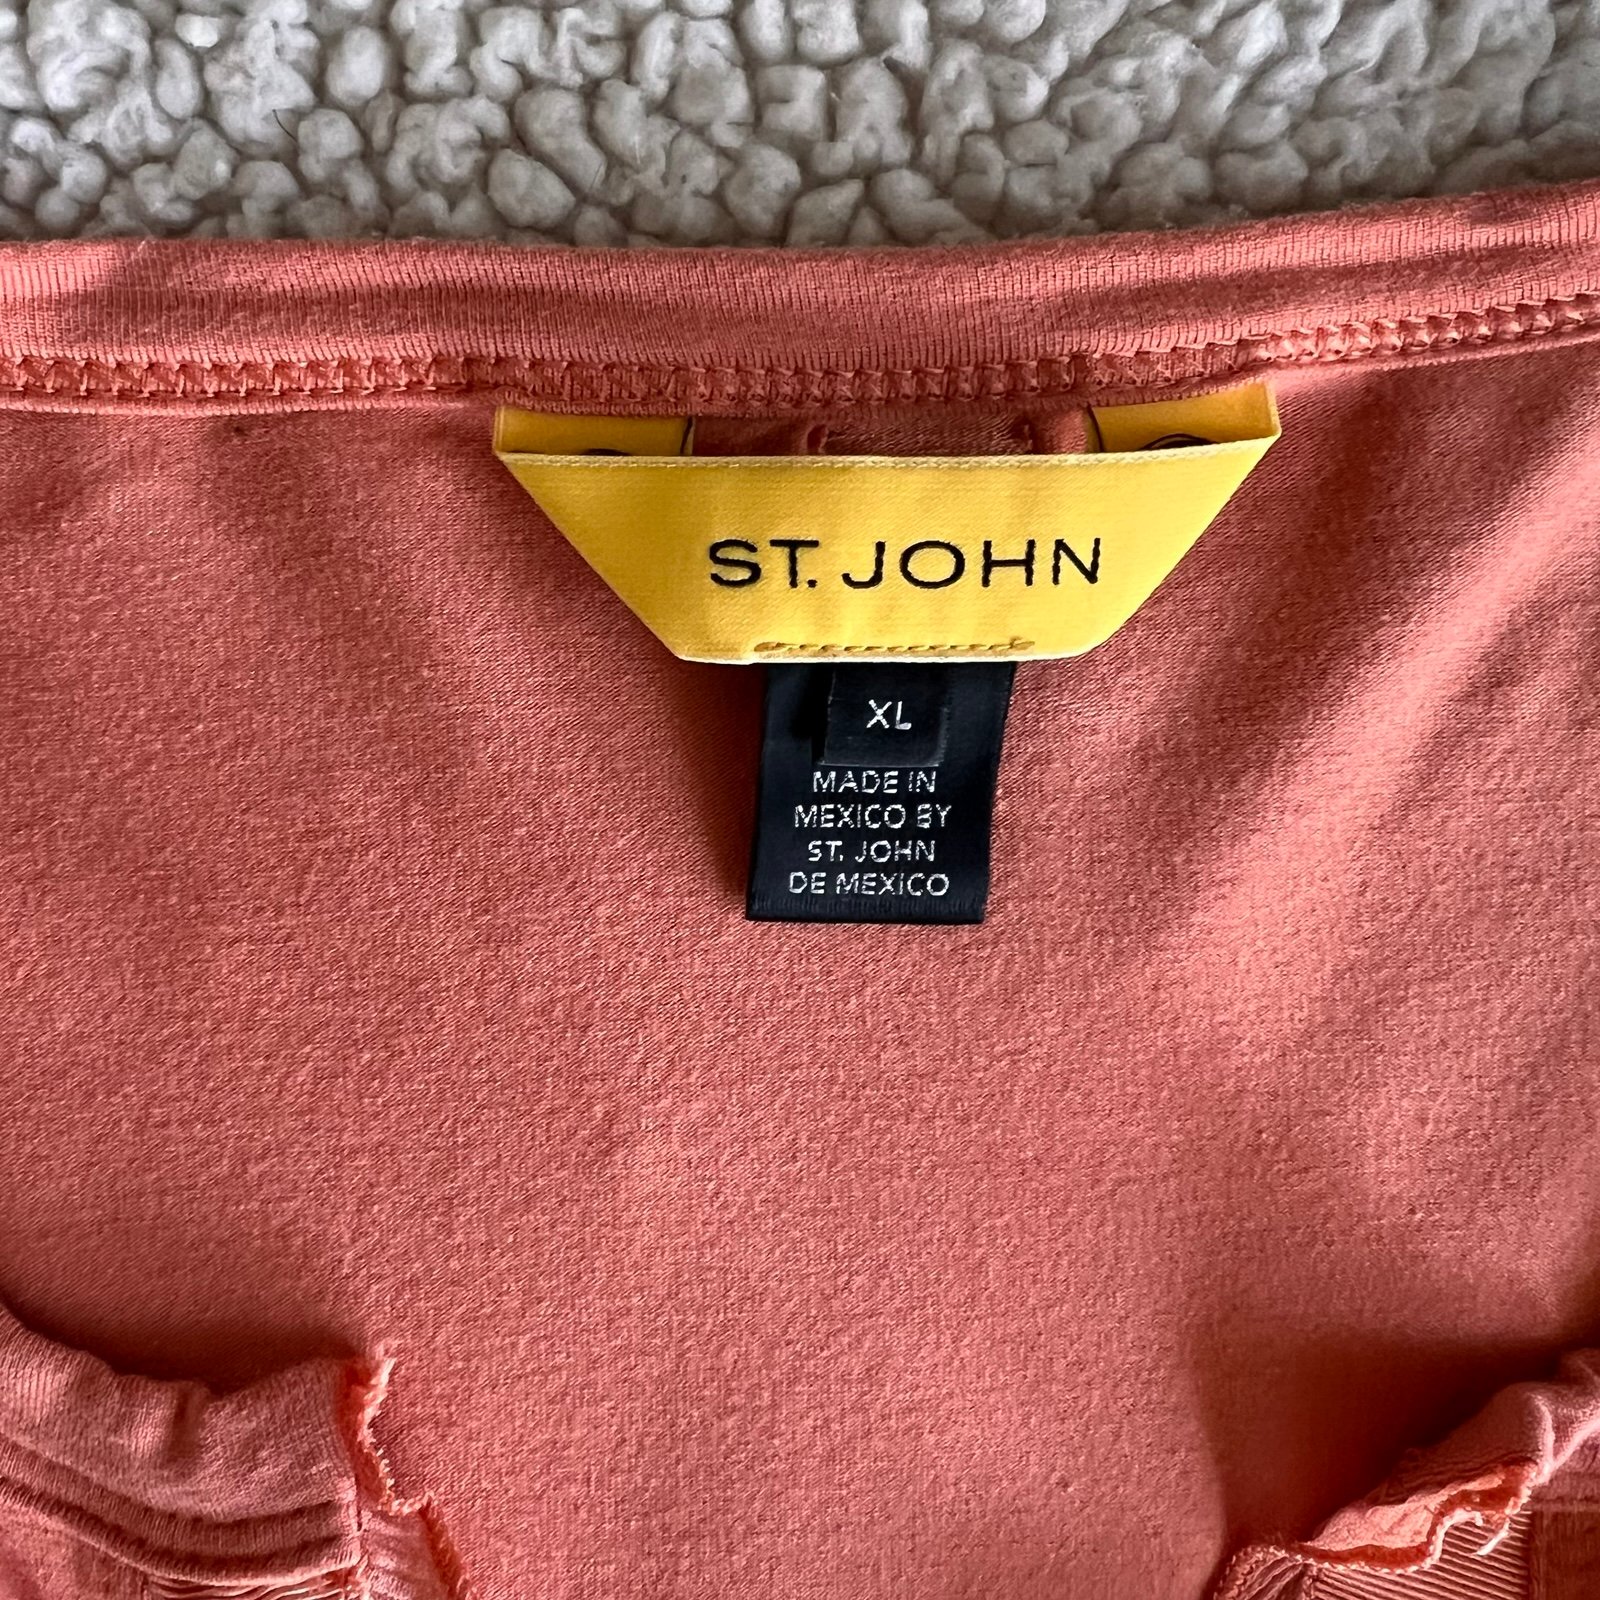 ST. JOHN
XL
MADE IN
MEXICO BY
ST. JOHN
DE MEXICO